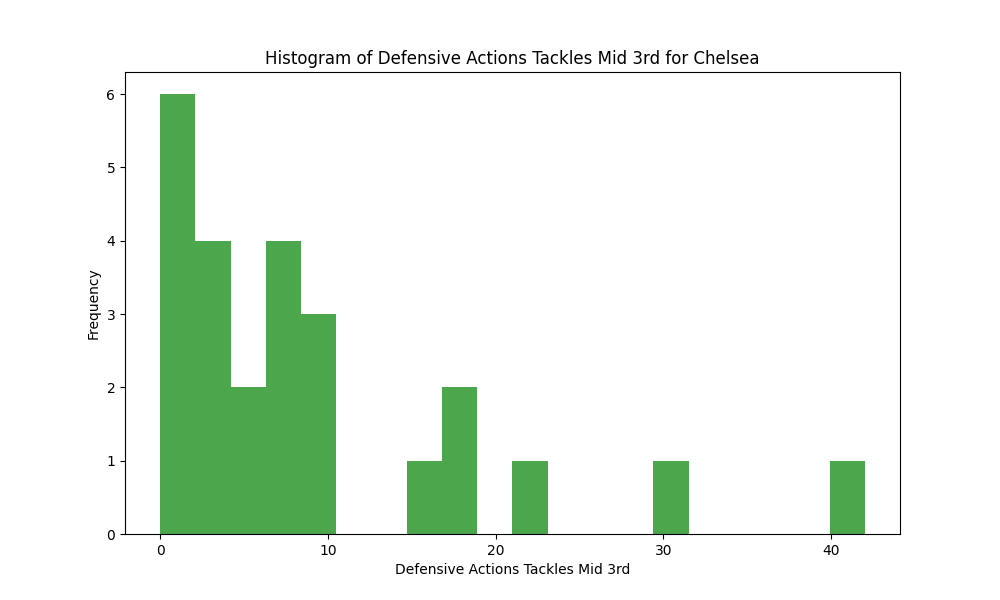 Histogram of Defensive Actions Tackles Mid 3rd for Chelsea
Frequency
6
5
4
3
2
1
0
0 10 20 30 40
Defensive Actions Tackles Mid 3rd